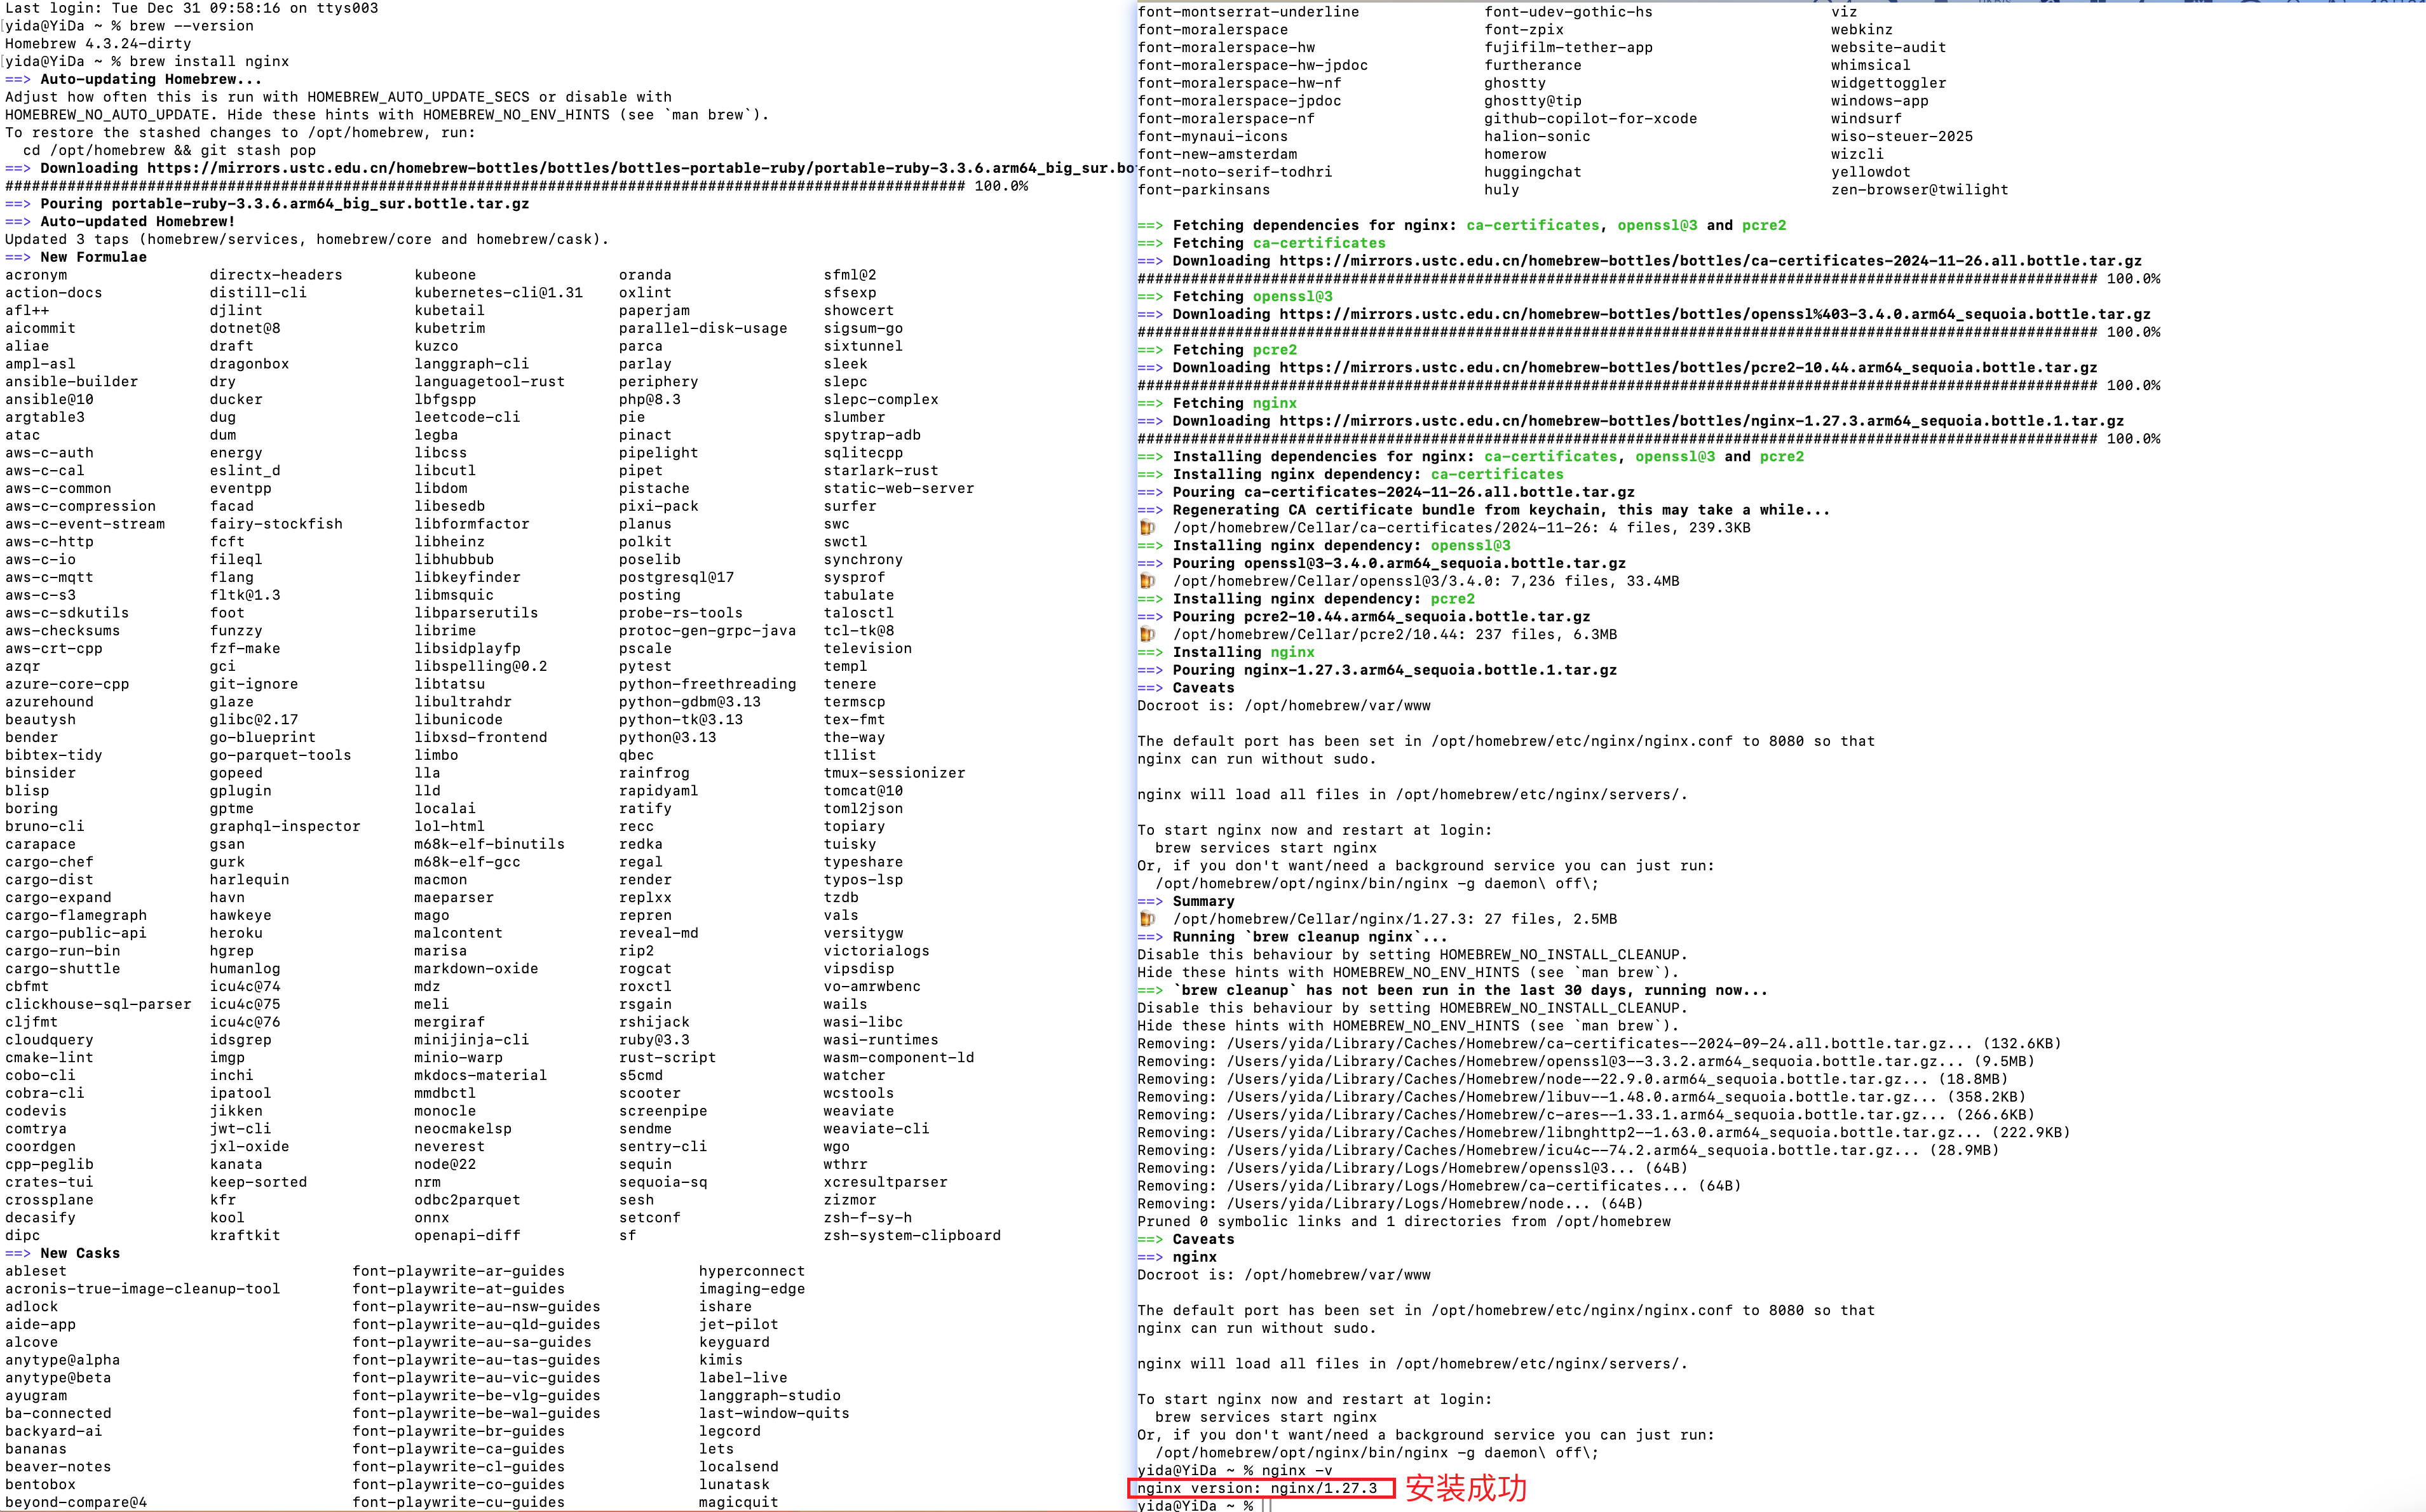 Last login: Tue Dec 31 09:58:16 on ttys003
yida@YiDa ~ % brew --version
Homebrew 4.3.24-dirty
yida@YiDa ~ % brew install nginx
==> Auto-updating Homebrew...
Adjust how often this is run with HOMEBREW_AUTO_UPDATE_SECS or disable with
HOMEBREW_NO_AUTO_UPDATE. Hide these hints with HOMEBREW_NO_ENV_HINTS (see `man brew`).
To restore the stashed changes to /opt/homebrew, run:
  cd /opt/homebrew && git stash pop
==> Downloading https://mirrors.ustc.edu.cn/homebrew-bottles/bottles/bottles-portable-ruby/portable-ruby-3.3.6.arm64_big_sur.bo
############################################################################################################ 100.0%
==> Pouring portable-ruby-3.3.6.arm64_big_sur.bottle.tar.gz
==> Auto-updated Homebrew!
Updated 3 taps (homebrew/services, homebrew/core and homebrew/cask).
==> New Formulae
acronym directx-headers kubeone oranda sfml@2
action-docs distill-cli kubernetes-cli@1.31 oxlint sfsexp
afl++ djlint kubetail paperjam showcert
aicommit dotnet@8 kubetrim parallel-disk-usage sigsum-go
aliae draft kuzco parca sixtunnel
ampl-asl dragonbox langgraph-cli parlay sleek
ansible-builder dry languagetool-rust periphery slepc
ansible@10 ducker lbfgspp php@8.3 slepc-complex
argtable3 dug leetcode-cli pie slumber
atac dum legba pinact spytrap-adb
aws-c-auth energy libcss pipelight sqlitecpp
aws-c-cal eslint_d libcutl pipet starlark-rust
aws-c-common eventpp libdom pistache static-web-server
aws-c-compression facad libesedb pixi-pack surfer
aws-c-event-stream fairy-stockfish libformfactor planus swc
aws-c-http fcft libheinz polkit swctl
aws-c-io fileql libhubbub poselib synchrony
aws-c-mqtt flang libkeyfinder postgresql@17 sysprof
aws-c-s3 fltk@1.3 libmsquic posting tabulate
aws-c-sdkutils foot libparserutils probe-rs-tools talosctl
aws-checksums funzzy librime protoc-gen-grpc-java tcl-tk@8
aws-crt-cpp fzf-make libsidplayfp pscale television
azqr gci libspelling@0.2 pytest templ
azure-core-cpp git-ignore libtatsu python-freethreading tenere
azurehound glaze libultrahdr python-gdbm@3.13 termscp
beautysh glibc@2.17 libunicode python-tk@3.13 tex-fmt
bender go-blueprint libxsd-frontend python@3.13 the-way
bibtex-tidy go-parquet-tools limbo qbec tllist
binsider gopeed lla rainfrog tmux-sessionizer
blisp gplugin lld rapidyaml tomcat@10
boring gptme localai ratify toml2json
bruno-cli graphql-inspector lol-html recc topiary
carapace gsan m68k-elf-binutils redka tuisky
cargo-chef gurk m68k-elf-gcc regal typeshare
cargo-dist harlequin macmon render typos-lsp
cargo-expand havn maeparser replxx tzdb
cargo-flamegraph hawkeye mago repren vals
cargo-public-api heroku malcontent reveal-md versitygw
cargo-run-bin hgrep marisa rip2 victorialogs
cargo-shuttle humanlog markdown-oxide rogcat vipsdisp
cbfmt icu4c@74 mdz roxctl vo-amrwbenc
clickhouse-sql-parser icu4c@75 meli rsgain wails
cljfmt icu4c@76 mergiraf rshijack wasi-libc
cloudquery idsgrep minijinja-cli ruby@3.3 wasi-runtimes
cmake-lint imgp minio-warp rust-script wasm-component-ld
cobo-cli inchi mkdocs-material s5cmd watcher
cobra-cli ipatool mmdbctl scooter wcstools
codevis jikken monocle screenpipe weaviate
comtrya jwt-cli neocmakelsp sendme weaviate-cli
coordgen jxl-oxide neverest sentry-cli wgo
cpp-peglib kanata node@22 sequin wthrr
crates-tui keep-sorted nrm sequoia-sq xcresultparser
crossplane kfr odbc2parquet sesh zizmor
decasify kool onnx setconf zsh-f-sy-h
dipc kraftkit openapi-diff sf zsh-system-clipboard
==> New Casks
ableset font-playwrite-ar-guides hyperconnect
acronis-true-image-cleanup-tool font-playwrite-at-guides imaging-edge
adlock font-playwrite-au-nsw-guides ishare
aide-app font-playwrite-au-qld-guides jet-pilot
alcove font-playwrite-au-sa-guides keyguard
anytype@alpha font-playwrite-au-tas-guides kimis
anytype@beta font-playwrite-au-vic-guides label-live
ayugram font-playwrite-be-vlg-guides langgraph-studio
ba-connected font-playwrite-be-wal-guides last-window-quits
backyard-ai font-playwrite-br-guides legcord
bananas font-playwrite-ca-guides lets
beaver-notes font-playwrite-cl-guides localsend
bentobox font-playwrite-co-guides lunatask
beyond-compare@4 font-playwrite-cu-guides magicquit
font-montserrat-underline font-udev-gothic-hs viz
font-moralerspace font-zpix webkinz
font-moralerspace-hw fujifilm-tether-app website-audit
font-moralerspace-hw-jpdoc furtherance whimsical
font-moralerspace-hw-nf ghostty widgettoggler
font-moralerspace-jpdoc ghostty@tip windows-app
font-moralerspace-nf github-copilot-for-xcode windsurf
font-mynaui-icons halion-sonic wiso-steuer-2025
font-new-amsterdam homerow wizcli
font-noto-serif-todhri huggingchat yellowdot
font-parkinsans huly zen-browser@twilight
==> Fetching dependencies for nginx: ca-certificates, openssl@3 and pcre2
==> Fetching ca-certificates
==> Downloading https://mirrors.ustc.edu.cn/homebrew-bottles/bottles/ca-certificates-2024-11-26.all.bottle.tar.gz
############################################################################################################ 100.0%
==> Fetching openssl@3
==> Downloading https://mirrors.ustc.edu.cn/homebrew-bottles/bottles/openssl%403-3.4.0.arm64_sequoia.bottle.tar.gz
############################################################################################################ 100.0%
==> Fetching pcre2
==> Downloading https://mirrors.ustc.edu.cn/homebrew-bottles/bottles/pcre2-10.44.arm64_sequoia.bottle.tar.gz
############################################################################################################ 100.0%
==> Fetching nginx
==> Downloading https://mirrors.ustc.edu.cn/homebrew-bottles/bottles/nginx-1.27.3.arm64_sequoia.bottle.1.tar.gz
############################################################################################################ 100.0%
==> Installing dependencies for nginx: ca-certificates, openssl@3 and pcre2
==> Installing nginx dependency: ca-certificates
==> Pouring ca-certificates-2024-11-26.all.bottle.tar.gz
==> Regenerating CA certificate bundle from keychain, this may take a while...
🍺 /opt/homebrew/Cellar/ca-certificates/2024-11-26: 4 files, 239.3KB
==> Installing nginx dependency: openssl@3
==> Pouring openssl@3-3.4.0.arm64_sequoia.bottle.tar.gz
🍺 /opt/homebrew/Cellar/openssl@3/3.4.0: 7,236 files, 33.4MB
==> Installing nginx dependency: pcre2
==> Pouring pcre2-10.44.arm64_sequoia.bottle.tar.gz
🍺 /opt/homebrew/Cellar/pcre2/10.44: 237 files, 6.3MB
==> Installing nginx
==> Pouring nginx-1.27.3.arm64_sequoia.bottle.1.tar.gz
==> Caveats
Docroot is: /opt/homebrew/var/www
The default port has been set in /opt/homebrew/etc/nginx/nginx.conf to 8080 so that
nginx can run without sudo.
nginx will load all files in /opt/homebrew/etc/nginx/servers/.
To start nginx now and restart at login:
  brew services start nginx
Or, if you don't want/need a background service you can just run:
  /opt/homebrew/opt/nginx/bin/nginx -g daemon\ off\;
==> Summary
🍺 /opt/homebrew/Cellar/nginx/1.27.3: 27 files, 2.5MB
==> Running `brew cleanup nginx`...
Disable this behaviour by setting HOMEBREW_NO_INSTALL_CLEANUP.
Hide these hints with HOMEBREW_NO_ENV_HINTS (see `man brew`).
==> `brew cleanup` has not been run in the last 30 days, running now...
Disable this behaviour by setting HOMEBREW_NO_INSTALL_CLEANUP.
Hide these hints with HOMEBREW_NO_ENV_HINTS (see `man brew`).
Removing: /Users/yida/Library/Caches/Homebrew/ca-certificates--2024-09-24.all.bottle.tar.gz... (132.6KB)
Removing: /Users/yida/Library/Caches/Homebrew/openssl@3--3.3.2.arm64_sequoia.bottle.tar.gz... (9.5MB)
Removing: /Users/yida/Library/Caches/Homebrew/node--22.9.0.arm64_sequoia.bottle.tar.gz... (18.8MB)
Removing: /Users/yida/Library/Caches/Homebrew/libuv--1.48.0.arm64_sequoia.bottle.tar.gz... (358.2KB)
Removing: /Users/yida/Library/Caches/Homebrew/c-ares--1.33.1.arm64_sequoia.bottle.tar.gz... (266.6KB)
Removing: /Users/yida/Library/Caches/Homebrew/libnghttp2--1.63.0.arm64_sequoia.bottle.tar.gz... (222.9KB)
Removing: /Users/yida/Library/Caches/Homebrew/icu4c--74.2.arm64_sequoia.bottle.tar.gz... (28.9MB)
Removing: /Users/yida/Library/Logs/Homebrew/openssl@3... (64B)
Removing: /Users/yida/Library/Logs/Homebrew/ca-certificates... (64B)
Removing: /Users/yida/Library/Logs/Homebrew/node... (64B)
Pruned 0 symbolic links and 1 directories from /opt/homebrew
==> Caveats
==> nginx
Docroot is: /opt/homebrew/var/www
The default port has been set in /opt/homebrew/etc/nginx/nginx.conf to 8080 so that
nginx can run without sudo.
nginx will load all files in /opt/homebrew/etc/nginx/servers/.
To start nginx now and restart at login:
  brew services start nginx
Or, if you don't want/need a background service you can just run:
  /opt/homebrew/opt/nginx/bin/nginx -g daemon\ off\;
yida@YiDa ~ % nginx -v
nginx version: nginx/1.27.3 安装成功
yida@YiDa ~ %